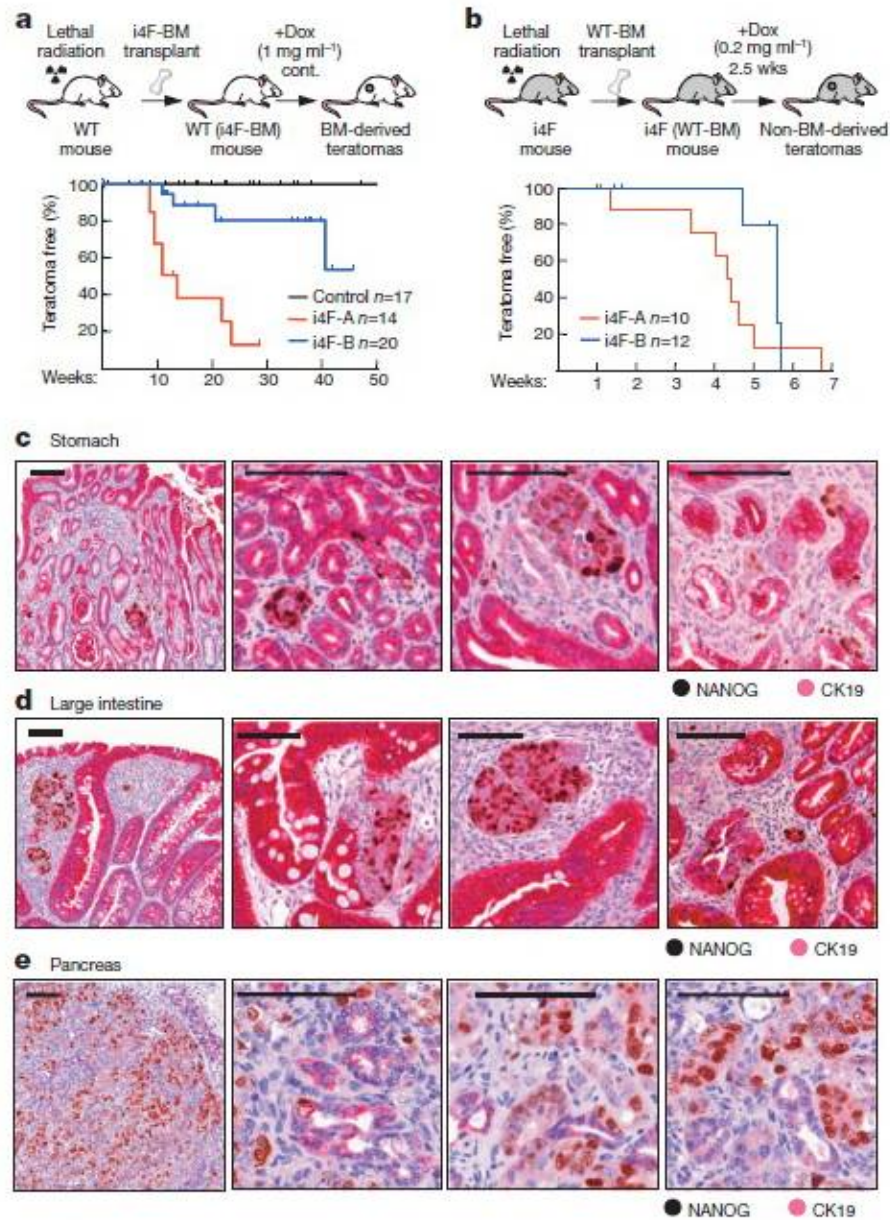 a
b
Lethal radiation
i4F-BM transplant
+Dox
(1 mg ml⁻¹)
cont.
WT mouse
WT (i4F-BM) mouse
BM-derived teratomas
Lethal radiation
WT-BM transplant
+Dox
(0.2 mg ml⁻¹)
2.5 wks
i4F mouse
i4F (WT-BM) mouse
Non-BM-derived teratomas
Teratoma free (%)
100
80
60
40
20
Control n=17
i4F-A n=14
i4F-B n=20
Weeks: 10 20 30 40 50
Teratoma free (%)
100
80
60
40
20
i4F-A n=10
i4F-B n=12
Weeks: 1 2 3 4 5 6 7
c Stomach
NANOG CK19
d Large intestine
NANOG CK19
e Pancreas
NANOG CK19